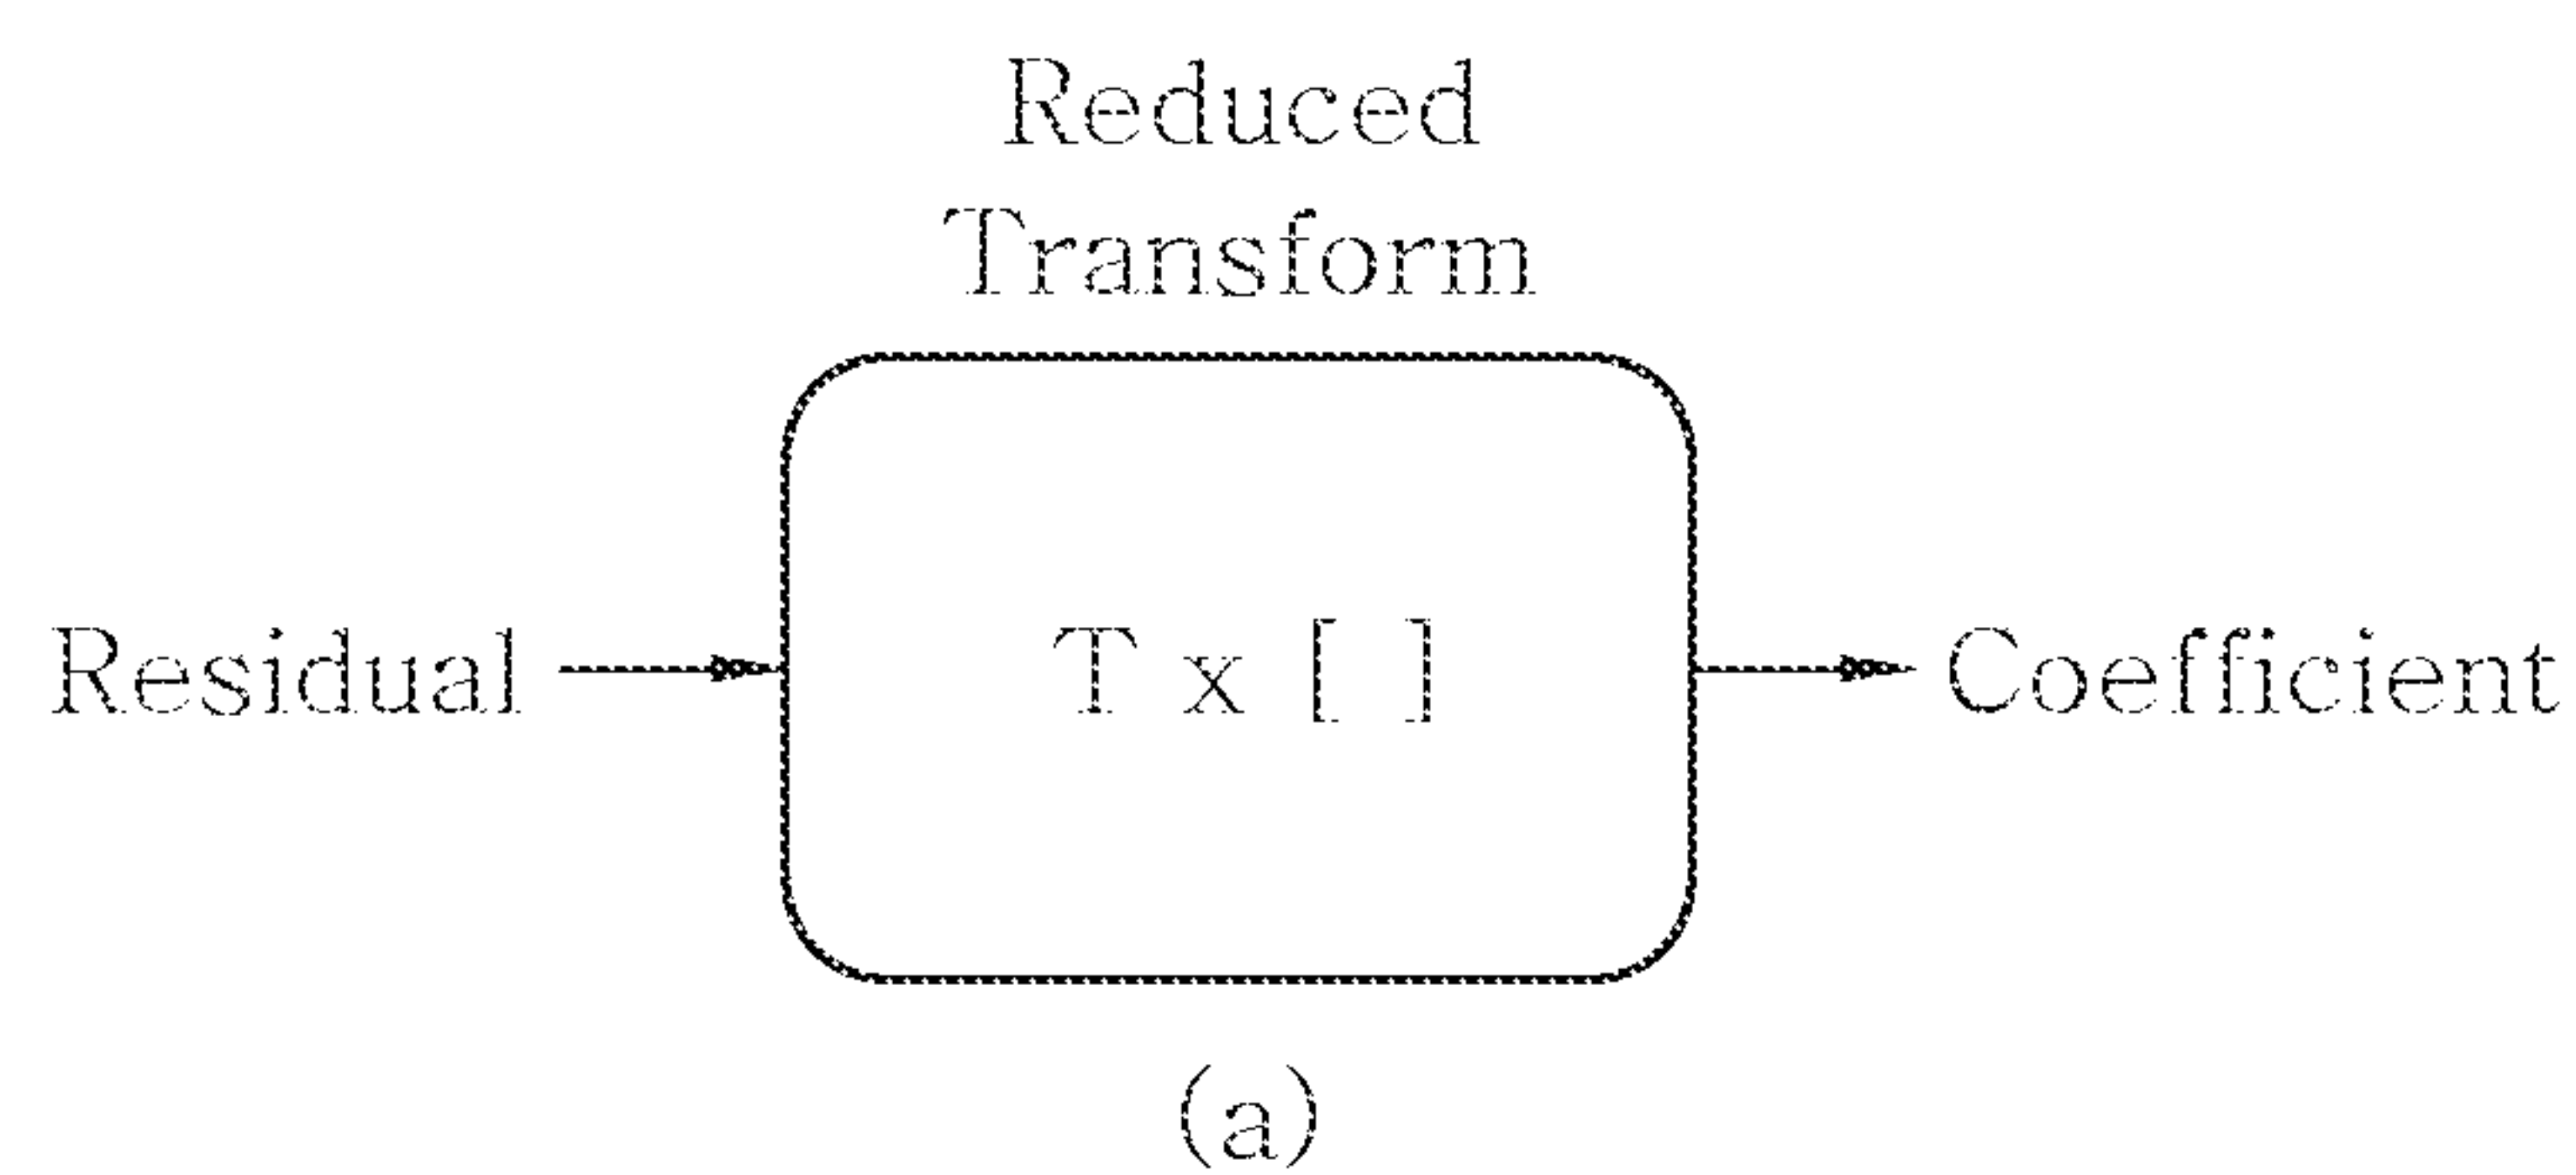 Reduced
Transform
Residual
T x [ ]
Coefficient
(a)